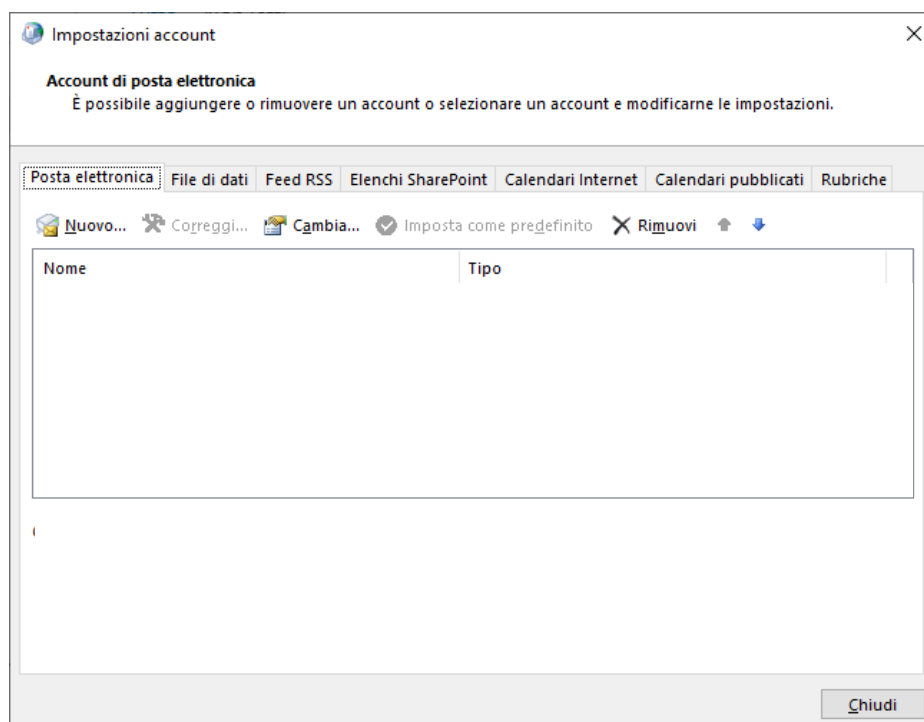 Impostazioni account
Account di posta elettronica
È possibile aggiungere o rimuovere un account o selezionare un account e modificarne le impostazioni.
Posta elettronica File di dati Feed RSS Elenchi SharePoint Calendari Internet Calendari pubblicati Rubriche
Nuovo... Correggi... Cambia... Imposta come predefinito Rimuovi
Nome Tipo
Chiudi